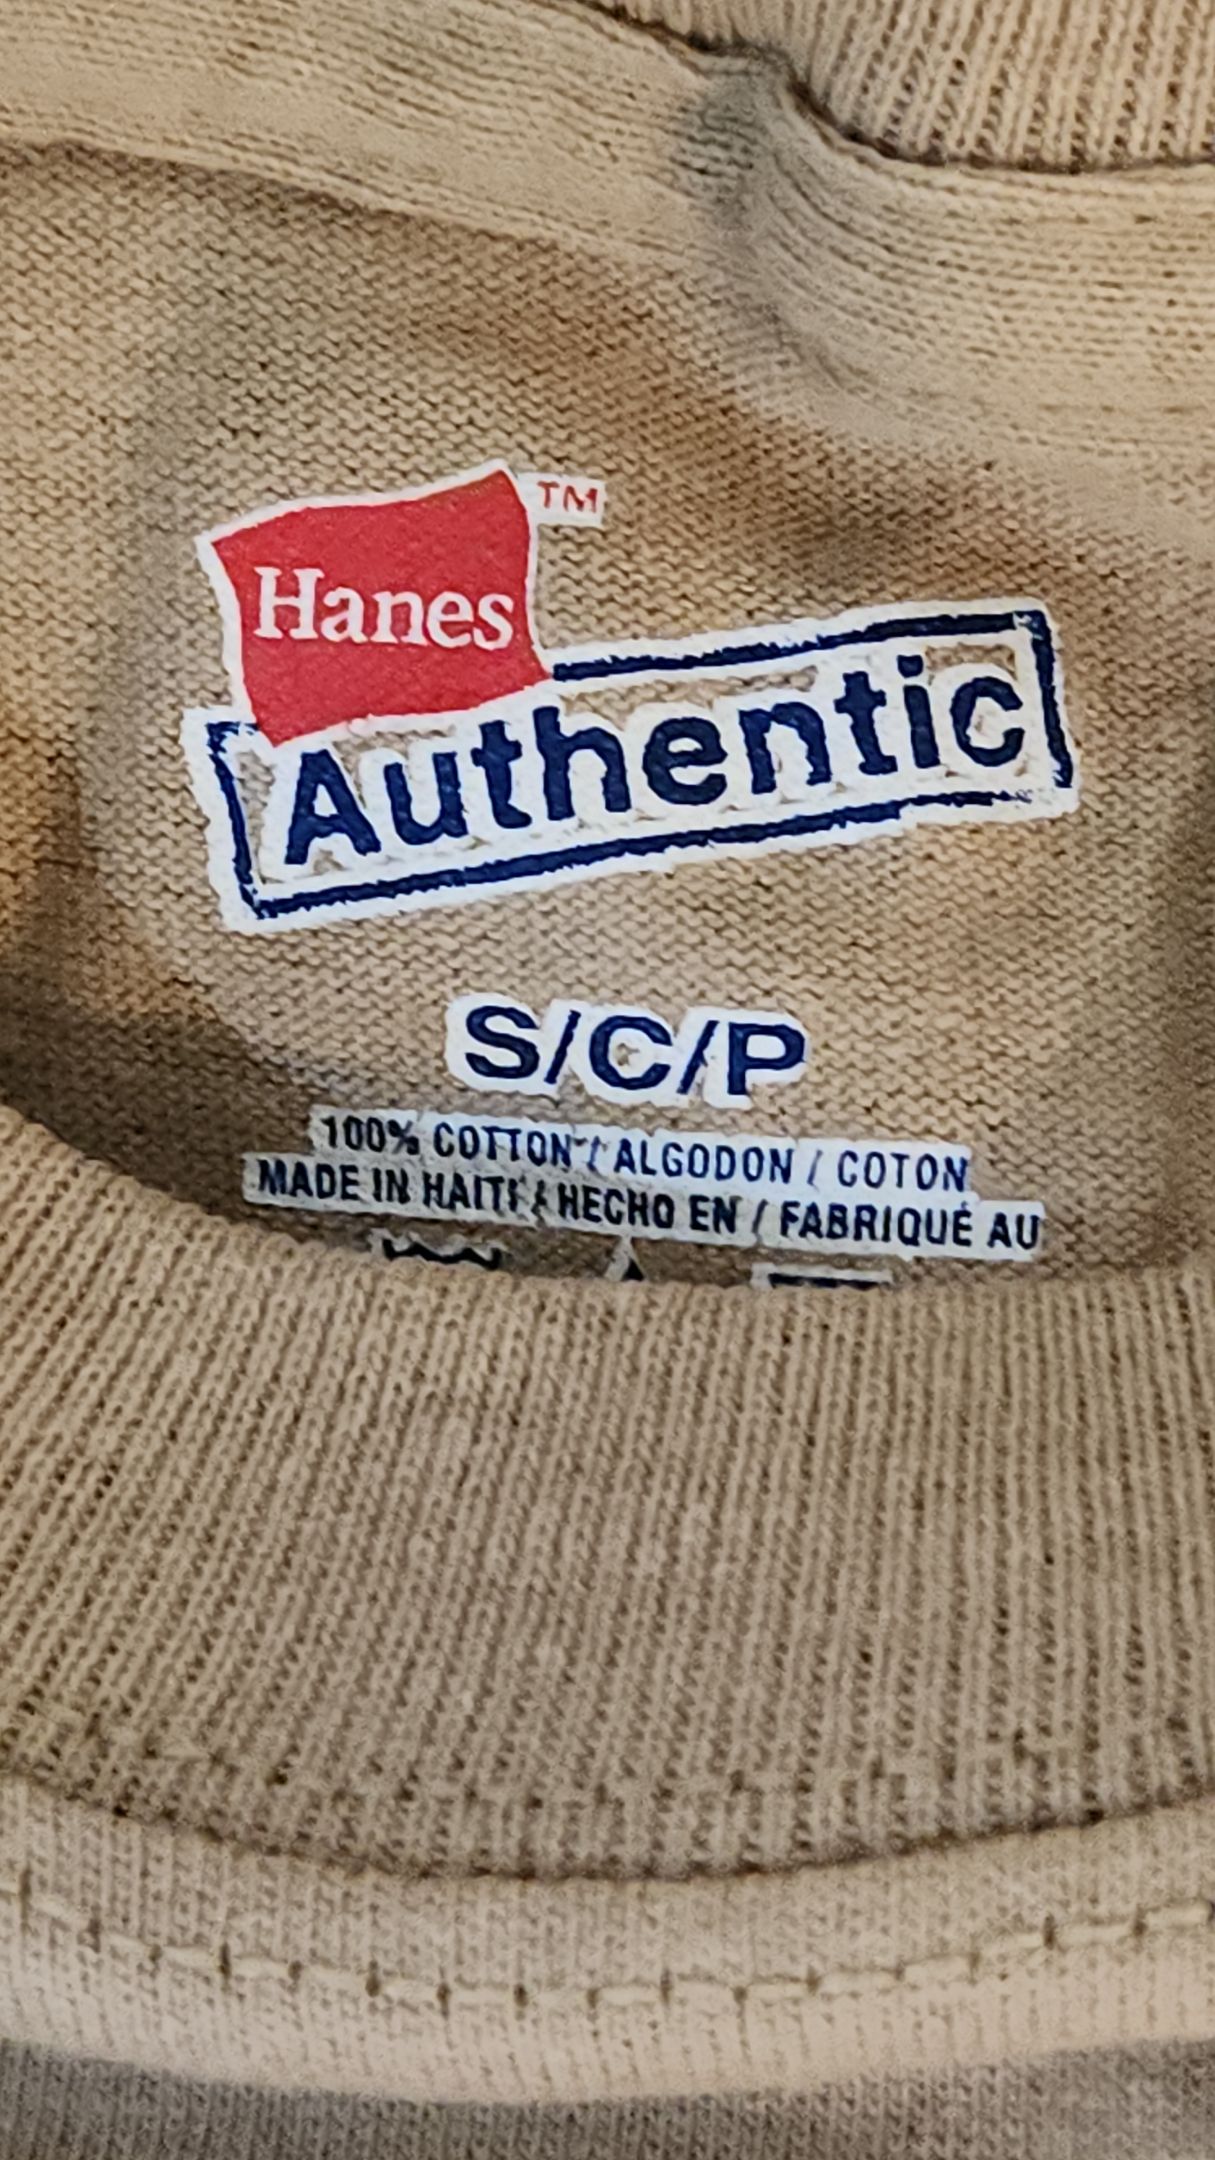 Hanes TM
Authentic
S/C/P
100% COTTON / ALGODON / COTON
MADE IN HAITI / HECHO EN / FABRIQUÉ AU